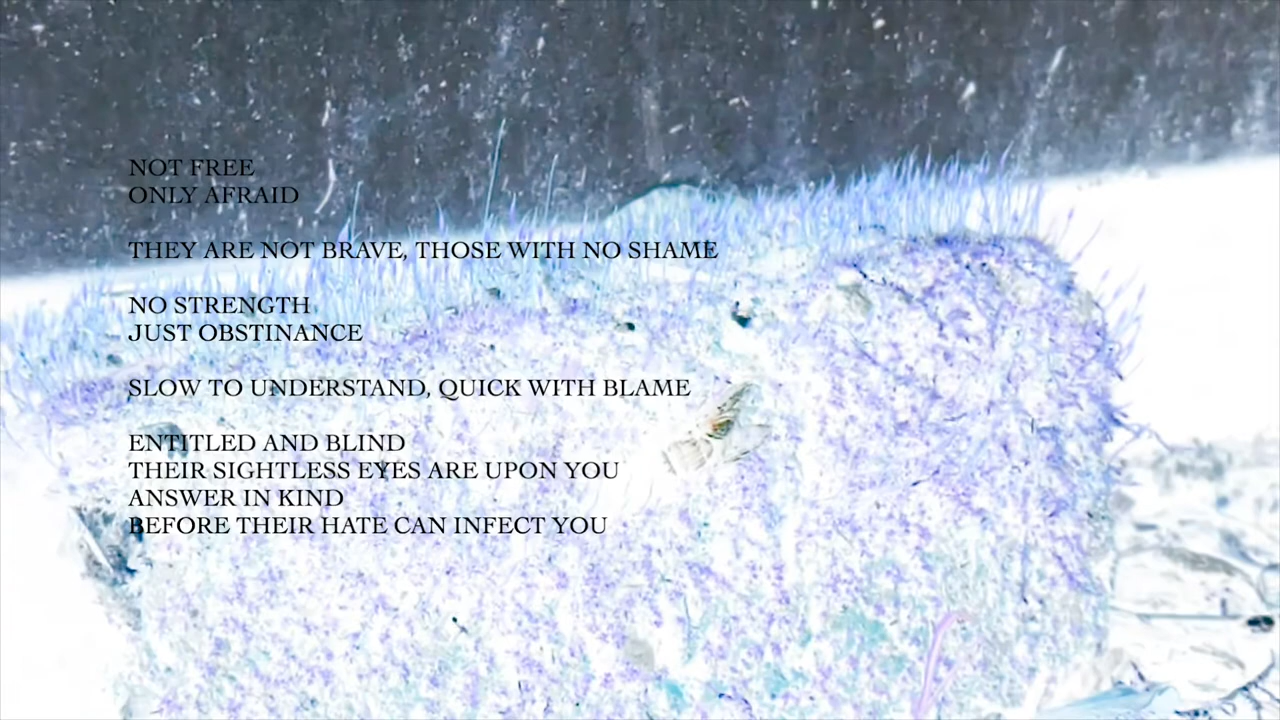 NOT FREE
ONLY AFRAID
THEY ARE NOT BRAVE, THOSE WITH NO SHAME
NO STRENGTH
JUST OBSTINANCE
SLOW TO UNDERSTAND, QUICK WITH BLAME
ENTITLED AND BLIND
THEIR SIGHTLESS EYES ARE UPON YOU
ANSWER IN KIND
BEFORE THEIR HATE CAN INFECT YOU